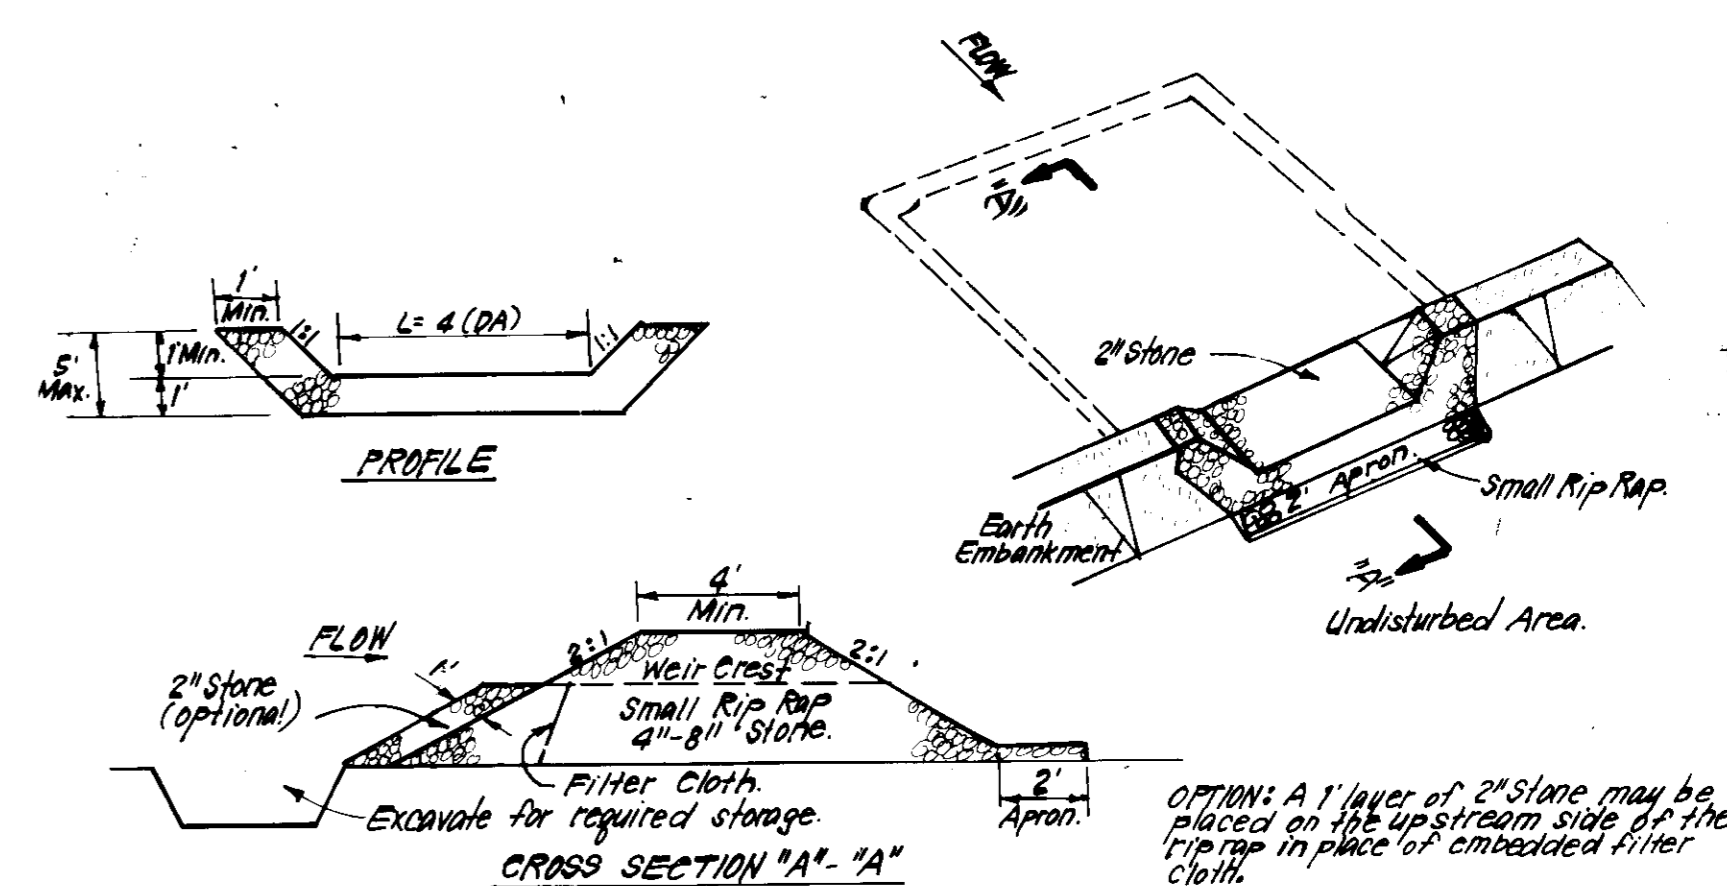 FLOW
"A"
1'
Min.
1:1
L= 4 (DA)
1:1
5'
Max.
1' Min.
1'
PROFILE
2" Stone
2' Apron.
Small Rip Rap.
Earth
Embankment
"A"
Undisturbed Area.
4'
Min.
FLOW
2:1
2:1
1'
Weir Crest
2" Stone
(optional)
Small Rip Rap
4"-8" Stone.
Filter Cloth.
Excavate for required storage.
2'
Apron.
CROSS SECTION "A"- "A"
OPTION: A 1' layer of 2" Stone may be
placed on the upstream side of the
rip rap in place of embedded filter
cloth.